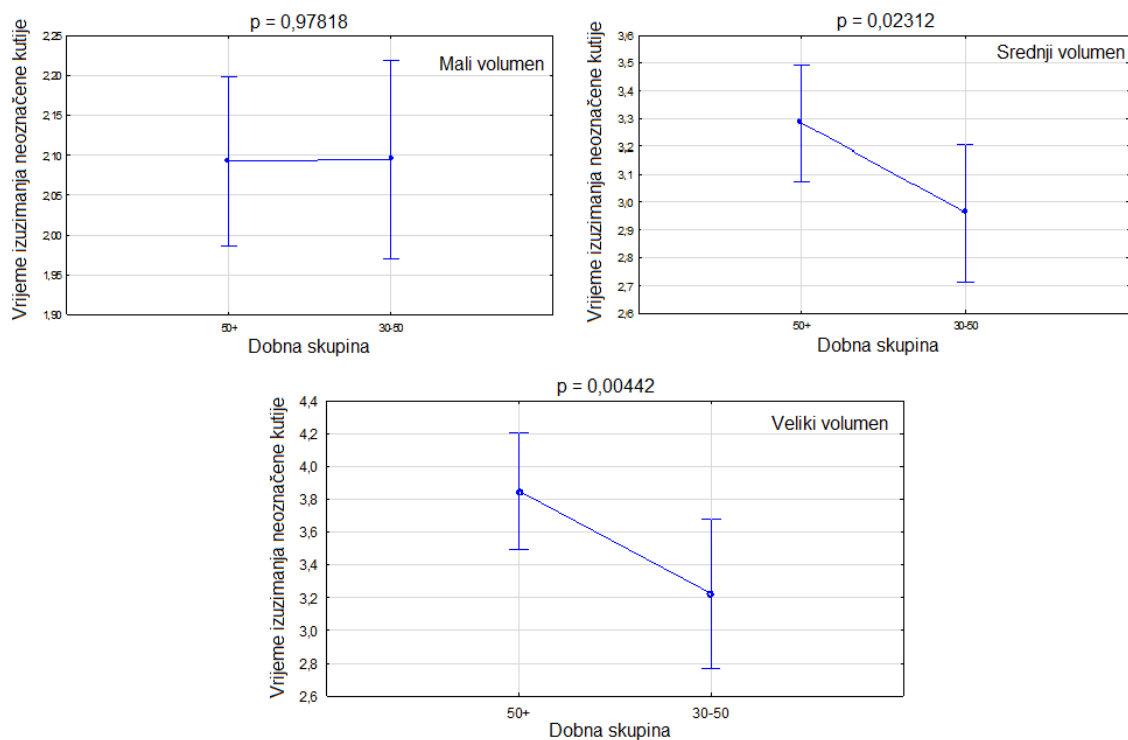 p = 0,97818
Mali volumen
Vrijeme izuzimanja neoznačene kutije
2,25
2,20
2,15
2,10
2,05
2,00
1,95
1,90
50+
30-50
Dobna skupina
p = 0,02312
Srednji volumen
Vrijeme izuzimanja neoznačene kutije
3,6
3,5
3,4
3,3
3,2
3,1
3,0
2,9
2,8
2,7
2,6
50+
30-50
Dobna skupina
p = 0,00442
Veliki volumen
Vrijeme izuzimanja neoznačene kutije
4,4
4,2
4,0
3,8
3,6
3,4
3,2
3,0
2,8
2,6
50+
30-50
Dobna skupina